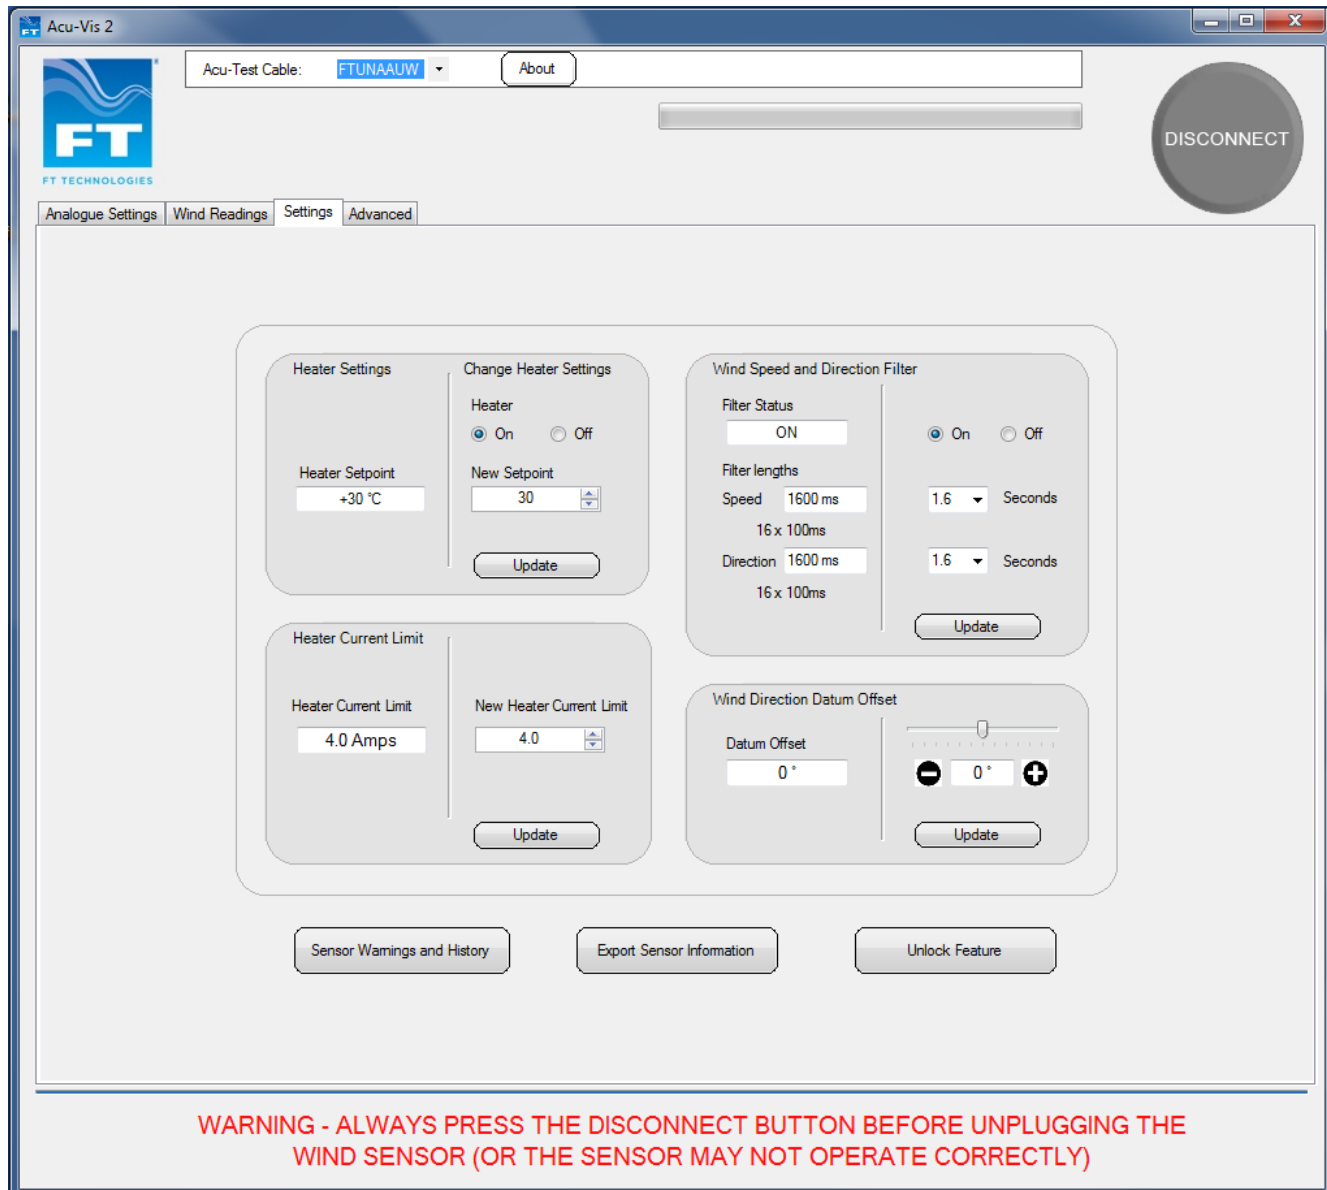 FT Acu-Vis 2
Acu-Test Cable: FTUNAAUW About
FT
FT TECHNOLOGIES
DISCONNECT
Analogue Settings Wind Readings Settings Advanced
Heater Settings Change Heater Settings
Heater
On Off
Heater Setpoint New Setpoint
+30 °C 30
Update
Wind Speed and Direction Filter
Filter Status
ON On Off
Filter lengths
Speed 1600 ms 1.6 Seconds
16 x 100ms
Direction 1600 ms 1.6 Seconds
16 x 100ms
Update
Heater Current Limit
Heater Current Limit New Heater Current Limit
4.0 Amps 4.0
Update
Wind Direction Datum Offset
Datum Offset
0 ° 0 °
Update
Sensor Warnings and History Export Sensor Information Unlock Feature
WARNING - ALWAYS PRESS THE DISCONNECT BUTTON BEFORE UNPLUGGING THE
WIND SENSOR (OR THE SENSOR MAY NOT OPERATE CORRECTLY)